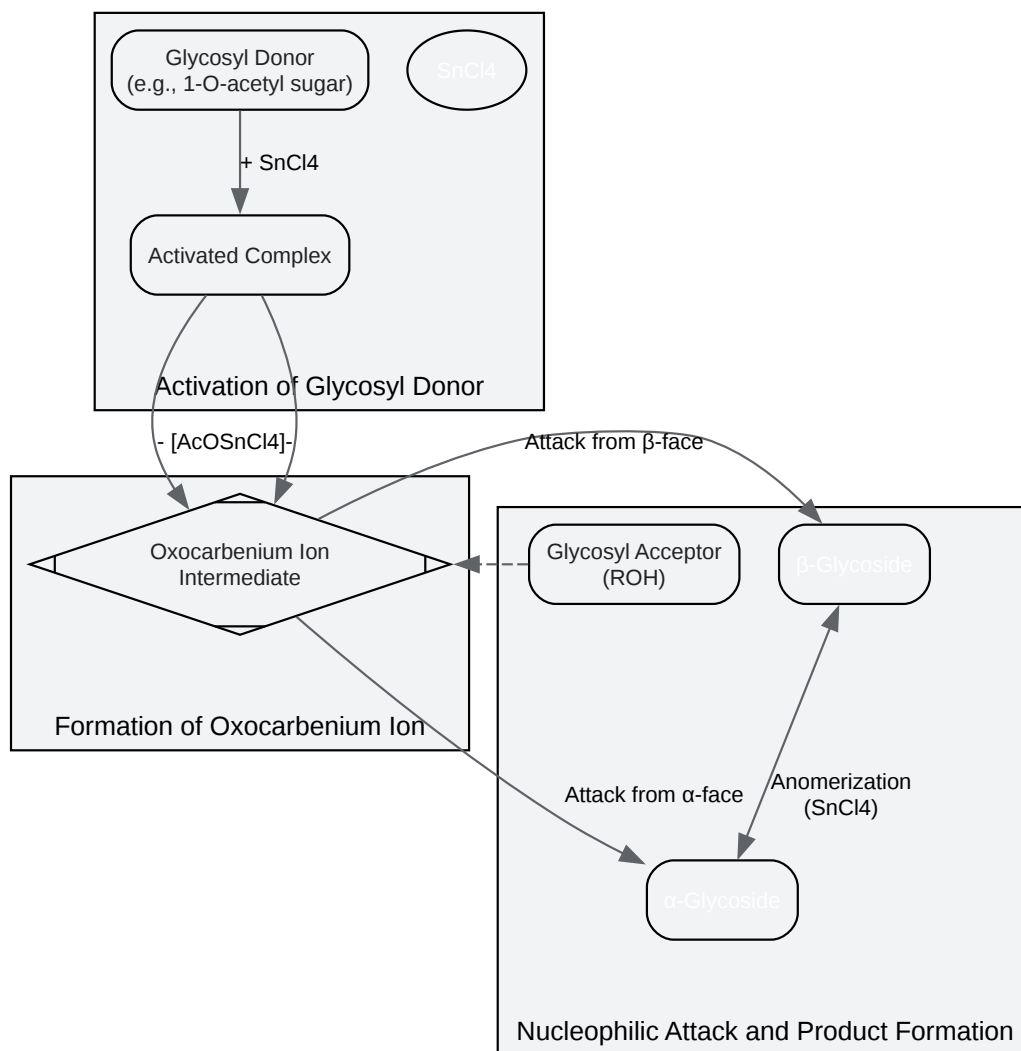 Glycosyl Donor
(e.g., 1-O-acetyl sugar)
SnCl4
+ SnCl4
Activated Complex
Activation of Glycosyl Donor
- [AcOSnCl4]-
Attack from β-face
Oxocarbenium Ion
Intermediate
Glycosyl Acceptor
(ROH)
β-Glycoside
Formation of Oxocarbenium Ion
Attack from α-face
Anomerization
(SnCl4)
α-Glycoside
Nucleophilic Attack and Product Formation